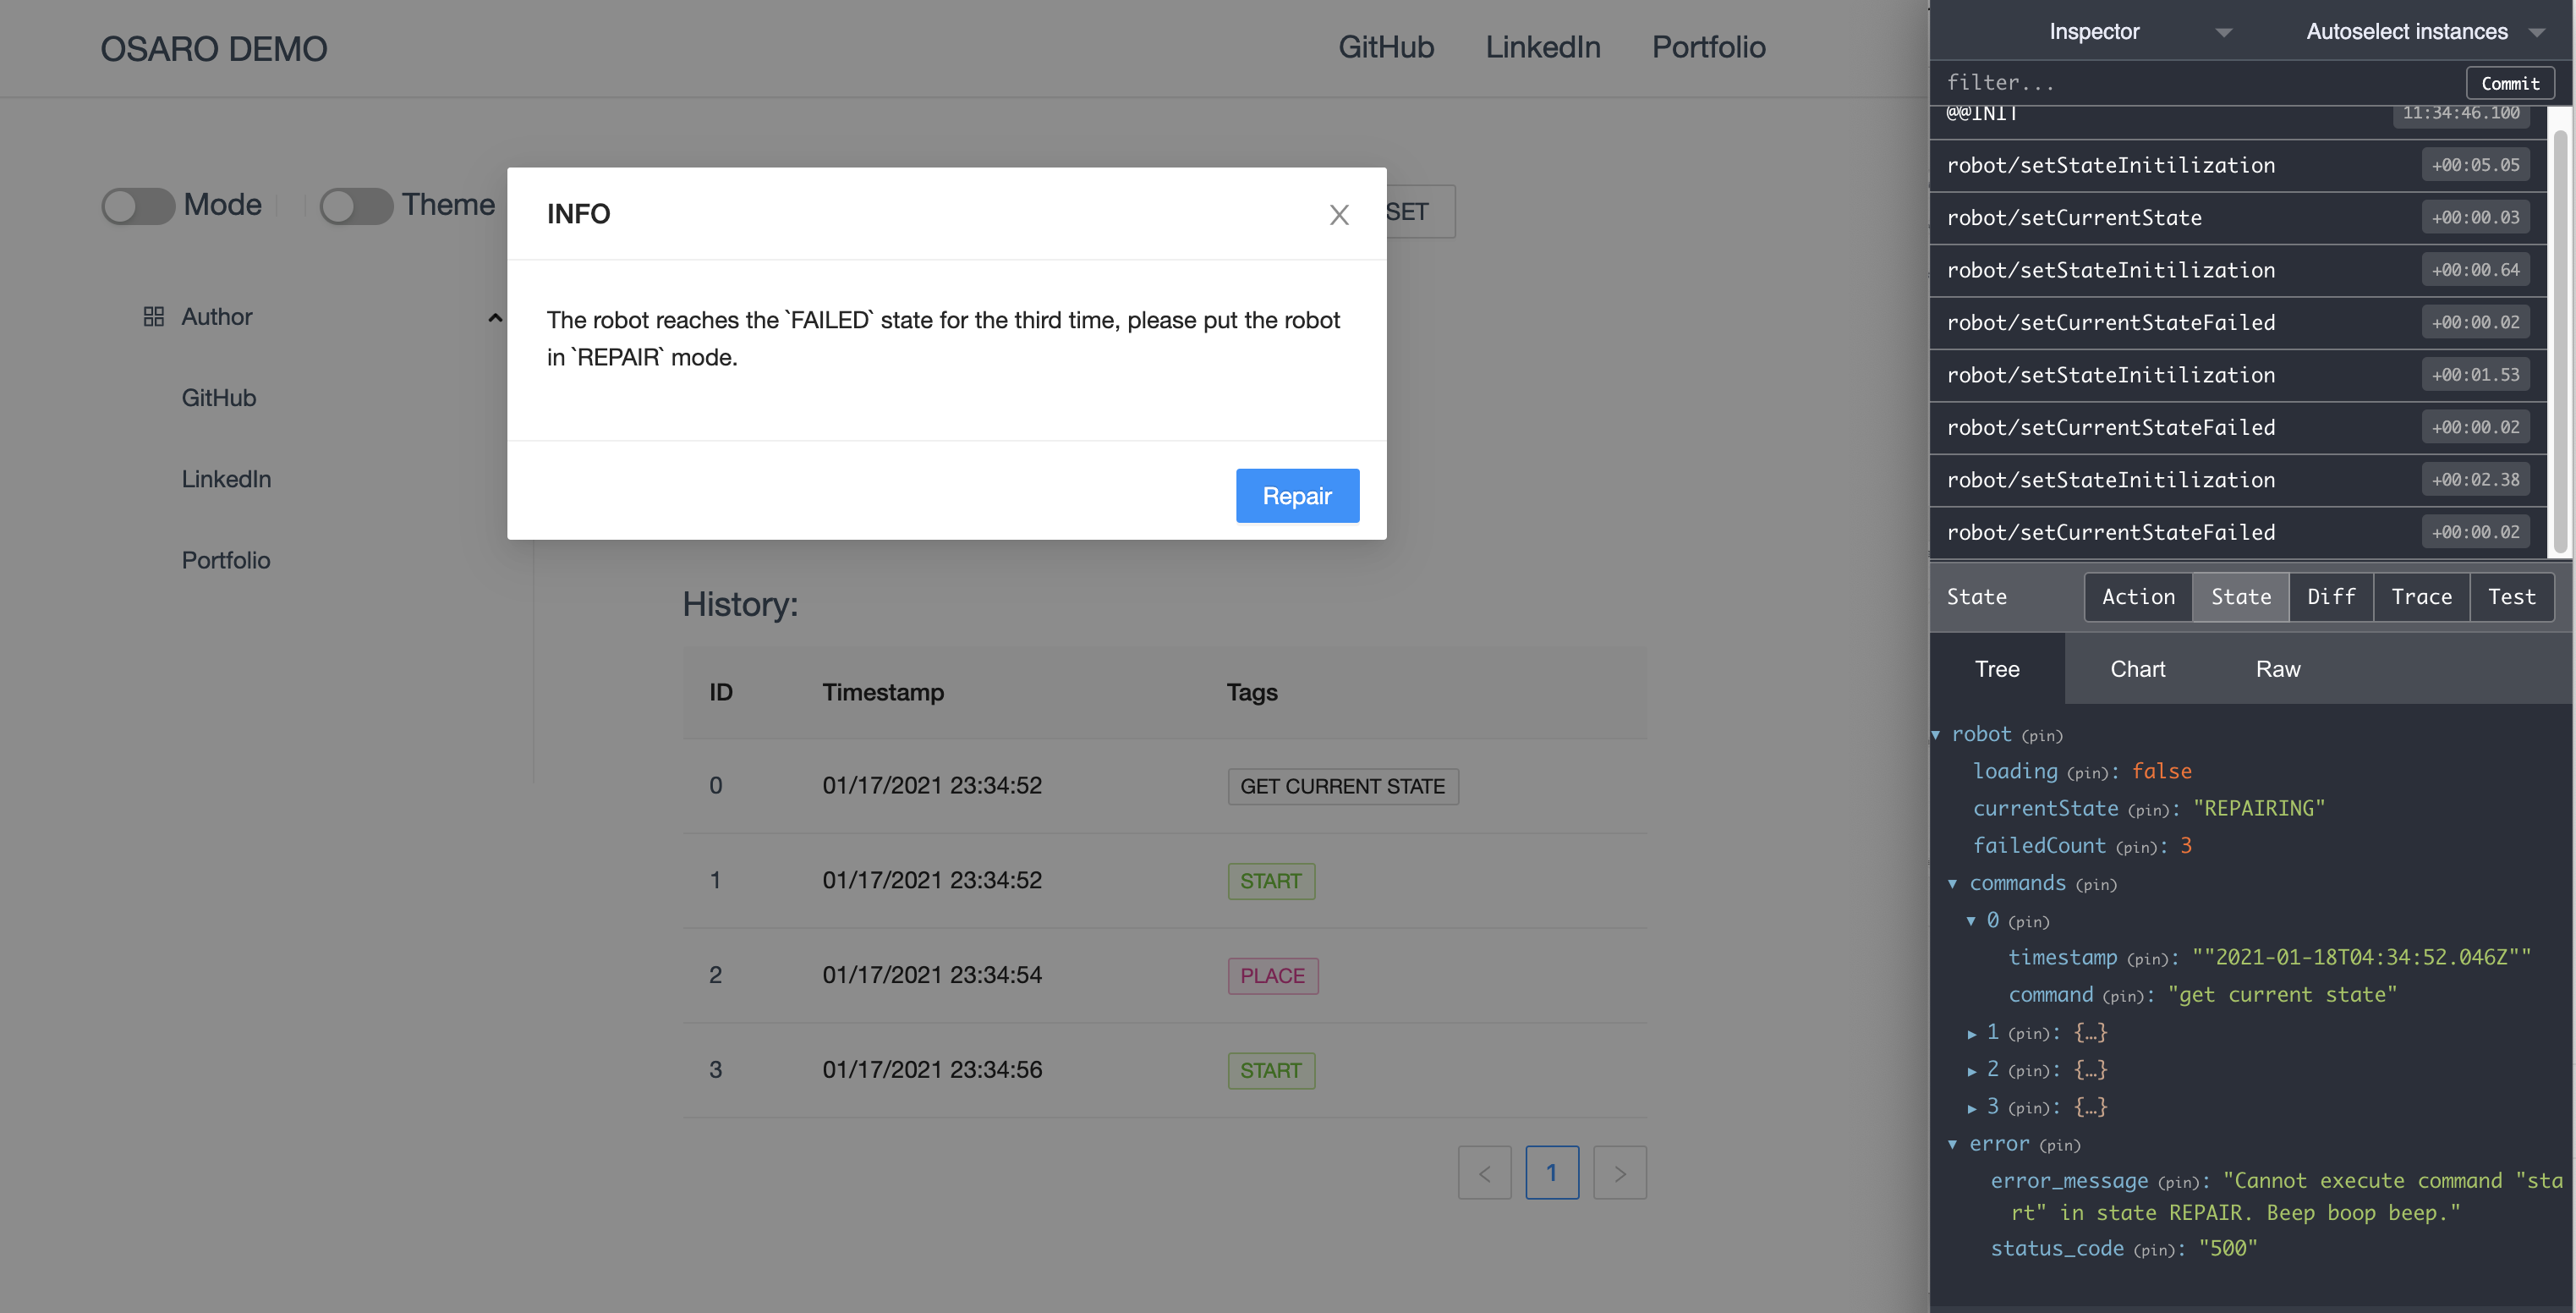 OSARO DEMO
GitHub LinkedIn Portfolio
Mode Theme
SET
Author
GitHub
LinkedIn
Portfolio
INFO
The robot reaches the `FAILED` state for the third time, please put the robot
in `REPAIR` mode.
Repair
History:
ID Timestamp Tags
0 01/17/2021 23:34:52 GET CURRENT STATE
1 01/17/2021 23:34:52 START
2 01/17/2021 23:34:54 PLACE
3 01/17/2021 23:34:56 START
< 1 >
Inspector Autoselect instances
filter... Commit
@@INIT 11:34:46.100
robot/setStateInitilization +00:05.05
robot/setCurrentState +00:00.03
robot/setStateInitilization +00:00.64
robot/setCurrentStateFailed +00:00.02
robot/setStateInitilization +00:01.53
robot/setCurrentStateFailed +00:00.02
robot/setStateInitilization +00:02.38
robot/setCurrentStateFailed +00:00.02
State Action State Diff Trace Test
Tree Chart Raw
robot (pin)
loading (pin): false
currentState (pin): "REPAIRING"
failedCount (pin): 3
commands (pin)
0 (pin)
timestamp (pin): ""2021-01-18T04:34:52.046Z""
command (pin): "get current state"
1 (pin): {…}
2 (pin): {…}
3 (pin): {…}
error (pin)
error_message (pin): "Cannot execute command "sta
rt" in state REPAIR. Beep boop beep."
status_code (pin): "500"